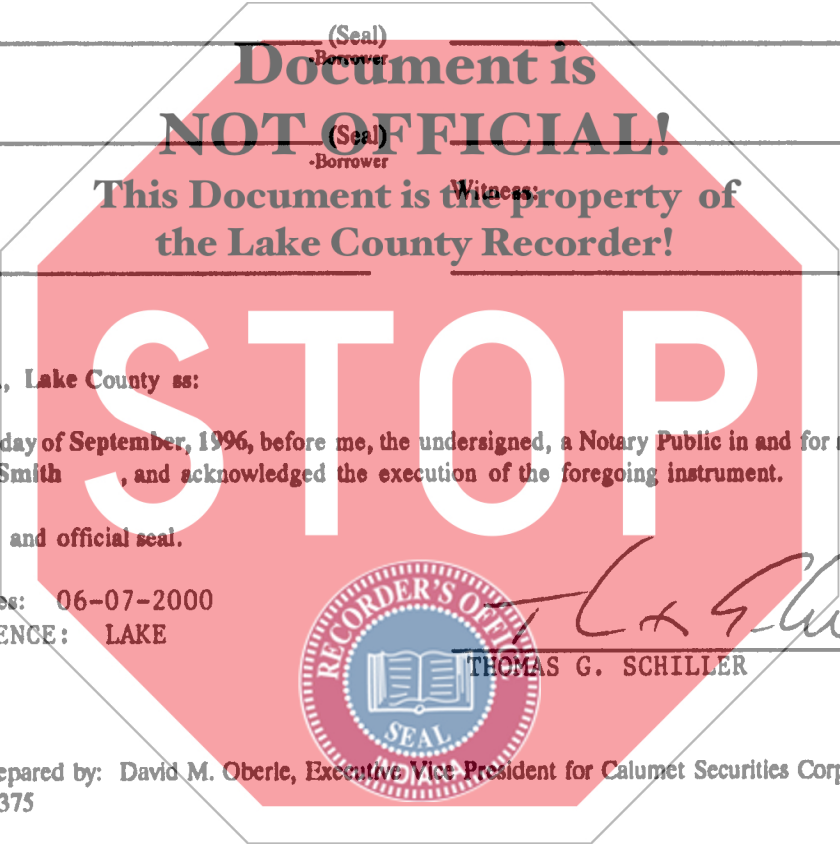 (Seal)
-Borrower
Document is
NOT OFFICIAL!
(Seal)
-Borrower
This Document is the property of
Witness:
the Lake County Recorder!
STOP
., Lake County ss:
day of September, 1996, before me, the undersigned, a Notary Public in and for
Smith , and acknowledged the execution of the foregoing instrument.
and official seal.
es: 06-07-2000
ENCE: LAKE
THOMAS G. SCHILLER
RECORDER'S OFFICE
SEAL
INDIANA
epared by: David M. Oberle, Executive Vice President for Calumet Securities Corp
375